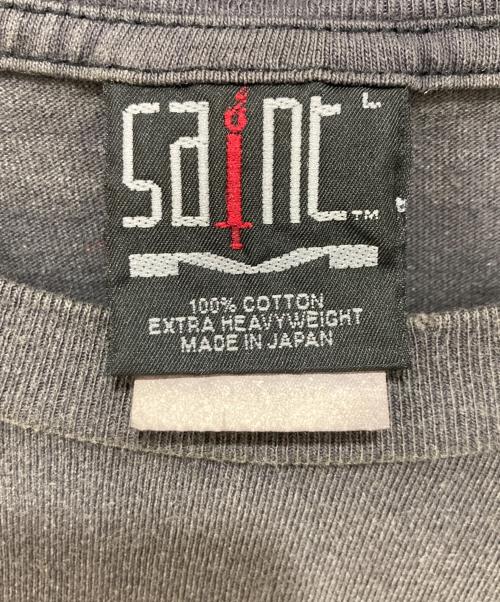 saint L
™
100% COTTON
EXTRA HEAVYWEIGHT
MADE IN JAPAN